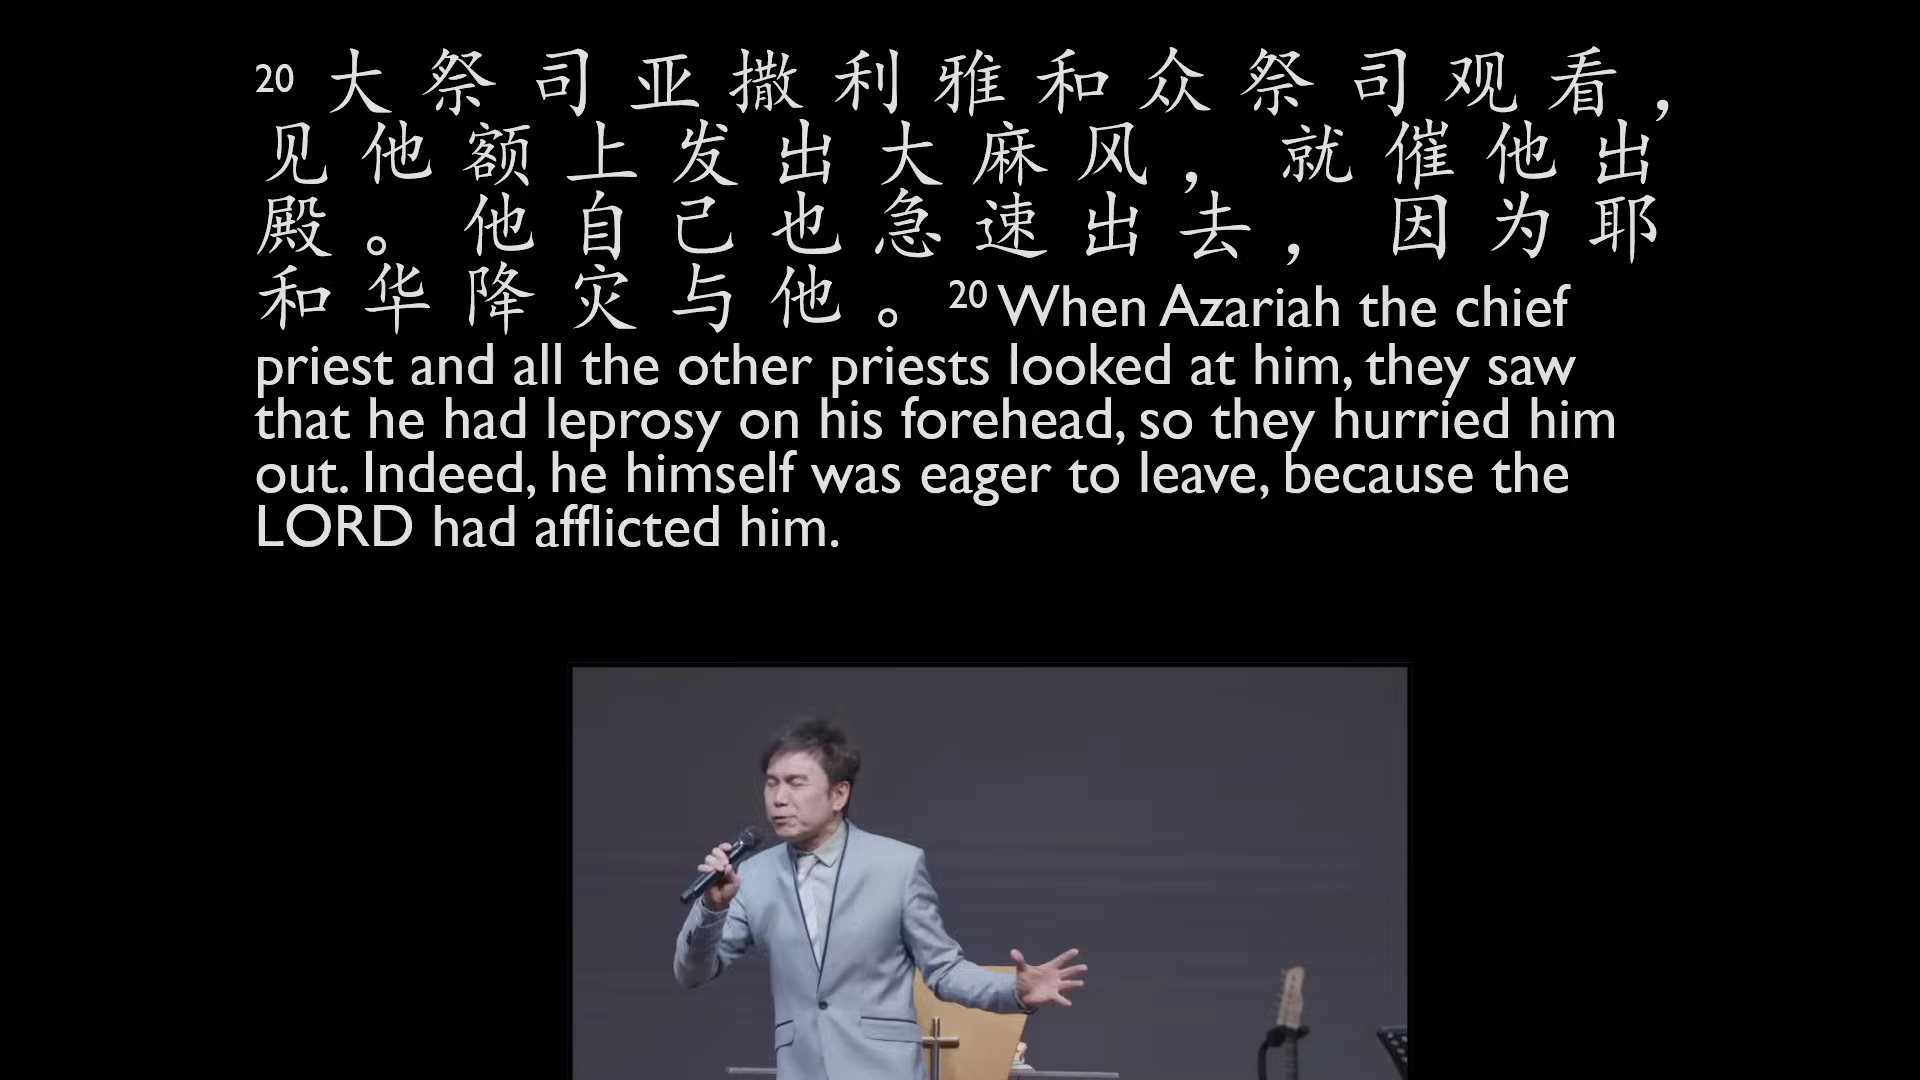 20 大祭司亚撒利雅和众祭司观看,
见他额上发出大麻风, 就催他出
殿。他自己也急速出去, 因为耶
和华降灾与他。20 When Azariah the chief
priest and all the other priests looked at him, they saw
that he had leprosy on his forehead, so they hurried him
out. Indeed, he himself was eager to leave, because the
LORD had afflicted him.